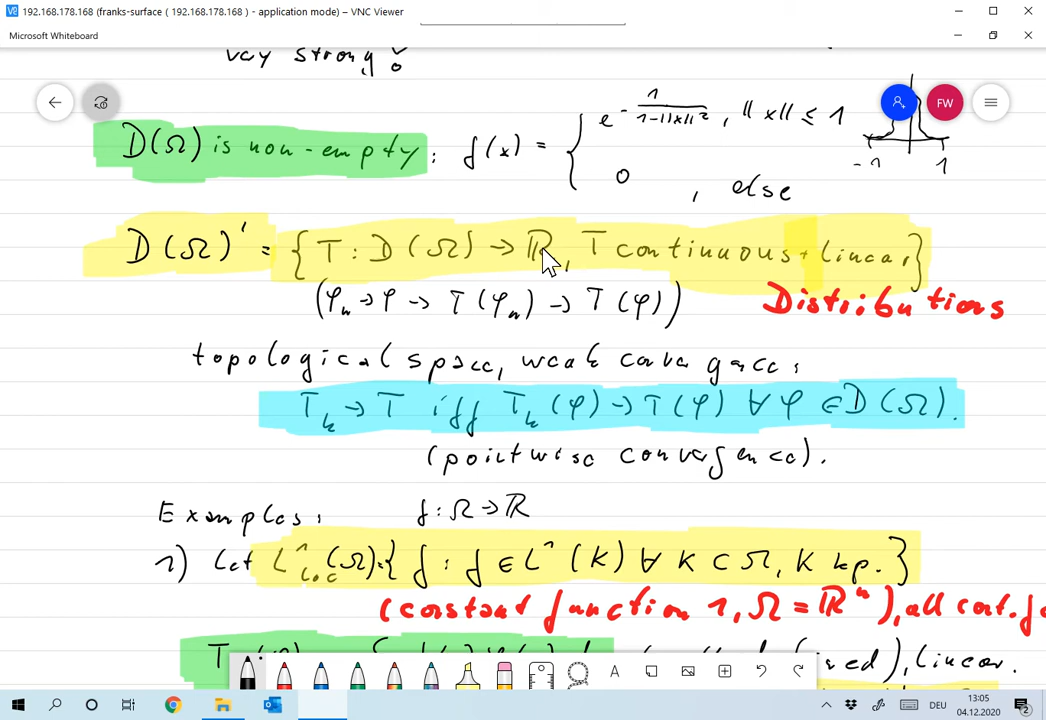 192.168.178.168 (franks-surface ( 192.168.178.168 ) - application mode) – VNC Viewer
Microsoft Whiteboard
very strong!
FW
D(Ω) is non-empty : f(x) = { e^{-1/(1-||x||²)}, ||x|| ≤ 1
0 , else
-1 1
D(Ω)' = { T : D(Ω) → ℝ, T continuous + linear }
(φₙ → φ → T(φₙ) → T(φ)) Distributions
topological space, weak convergence:
Tₖ → T iff Tₖ(φ) → T(φ) ∀ φ ∈ D(Ω).
(pointwise convergence).
Examples: f : Ω → ℝ
1) Let L¹loc(Ω) = { f : f ∈ L¹(K) ∀ K ⊂ Ω, K kp. }
(constant function 1, Ω = ℝⁿ), all cont. f
), linear.
DEU
13:05
04.12.2020
2